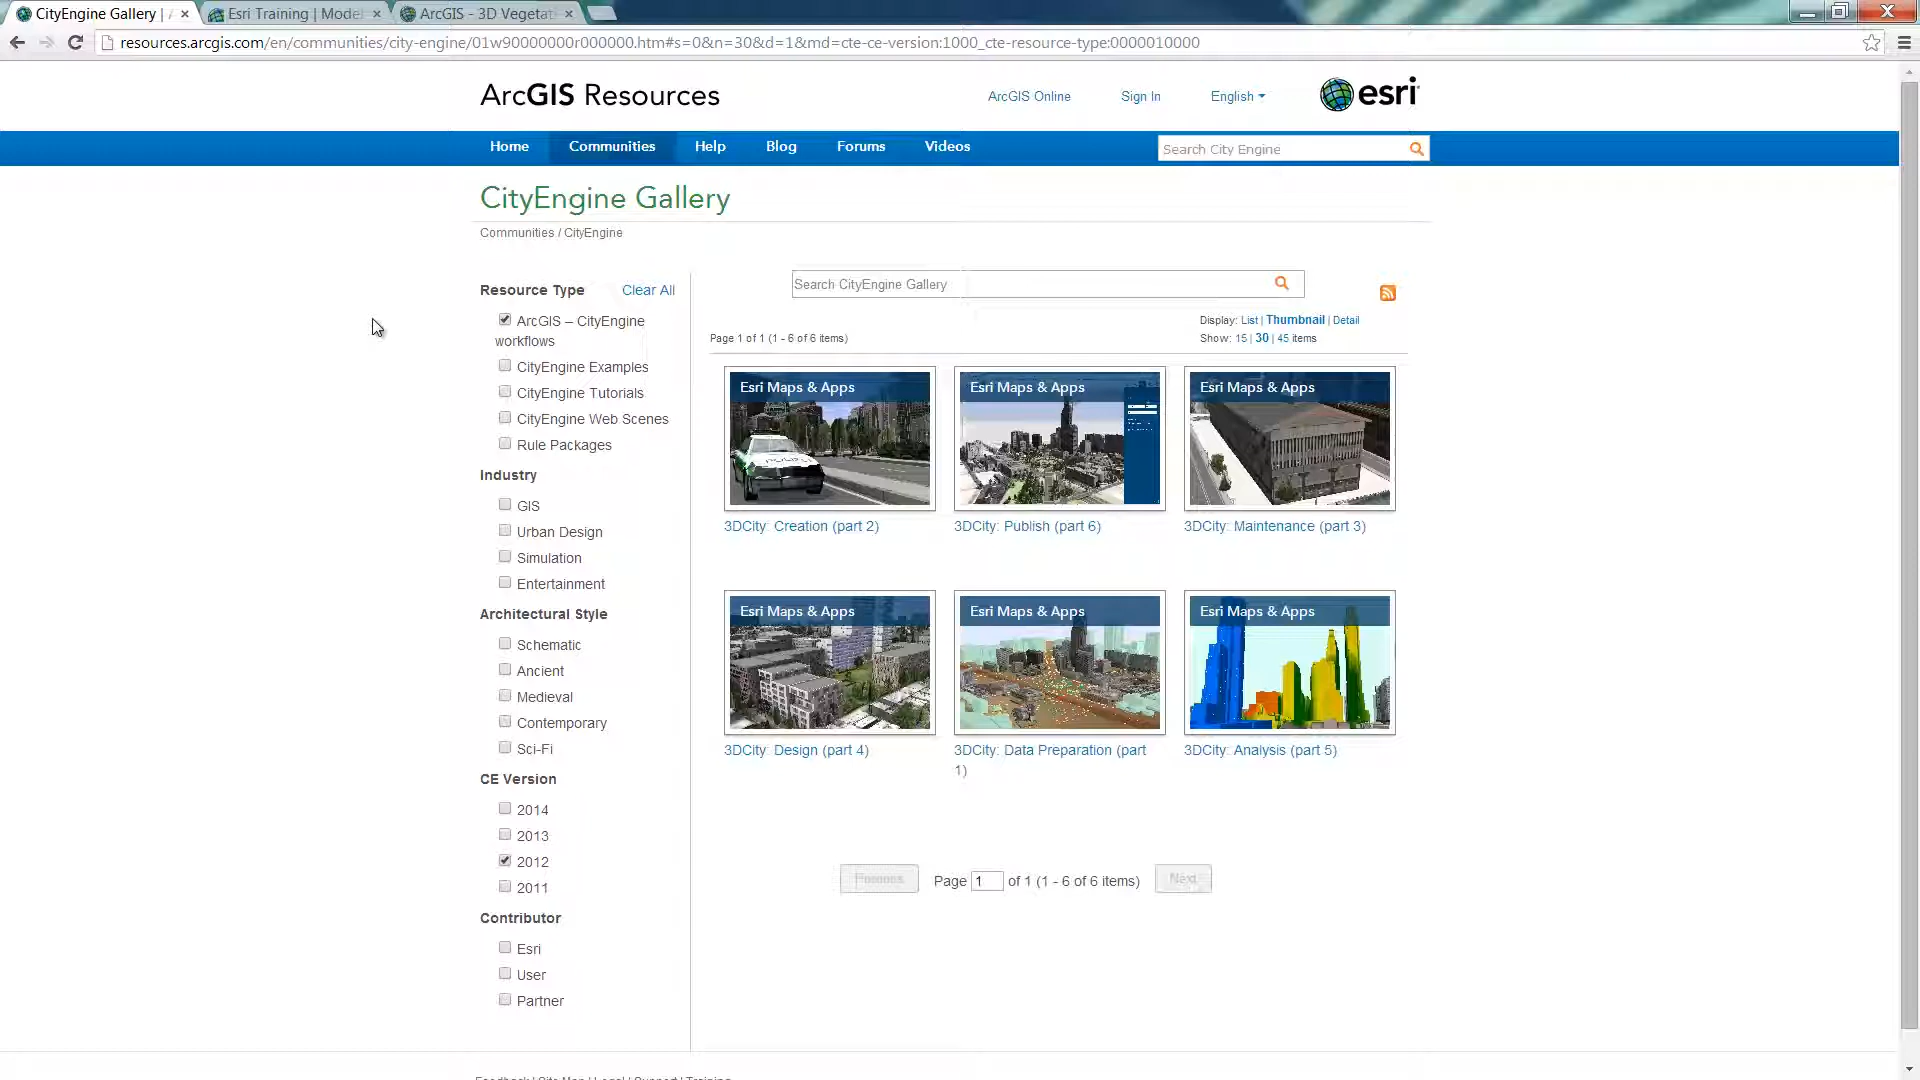 CityEngine Gallery | A
Esri Training | Model
ArcGIS - 3D Vegetat
resources.arcgis.com/en/communities/city-engine/01w90000000r000000.htm#s=0&n=30&d=1&md=cte-ce-version:1000_cte-resource-type:0000010000
ArcGIS Resources
ArcGIS Online
Sign In
English
esri
Home
Communities
Help
Blog
Forums
Videos
Search City Engine
CityEngine Gallery
Communities / CityEngine
Resource Type
Clear All
ArcGIS – CityEngine
workflows
CityEngine Examples
CityEngine Tutorials
CityEngine Web Scenes
Rule Packages
Industry
GIS
Urban Design
Simulation
Entertainment
Architectural Style
Schematic
Ancient
Medieval
Contemporary
Sci-Fi
CE Version
2014
2013
2012
2011
Contributor
Esri
User
Partner
Search CityEngine Gallery
Display: List | Thumbnail | Detail
Page 1 of 1 (1 - 6 of 6 items)
Show: 15 | 30 | 45 items
Esri Maps & Apps
Esri Maps & Apps
Esri Maps & Apps
3DCity: Creation (part 2)
3DCity: Publish (part 6)
3DCity: Maintenance (part 3)
Esri Maps & Apps
Esri Maps & Apps
Esri Maps & Apps
3DCity: Design (part 4)
3DCity: Data Preparation (part
1)
3DCity: Analysis (part 5)
Previous
Page 1 of 1 (1 - 6 of 6 items)
Next
Feedback | Site Map | Legal | Support | Training